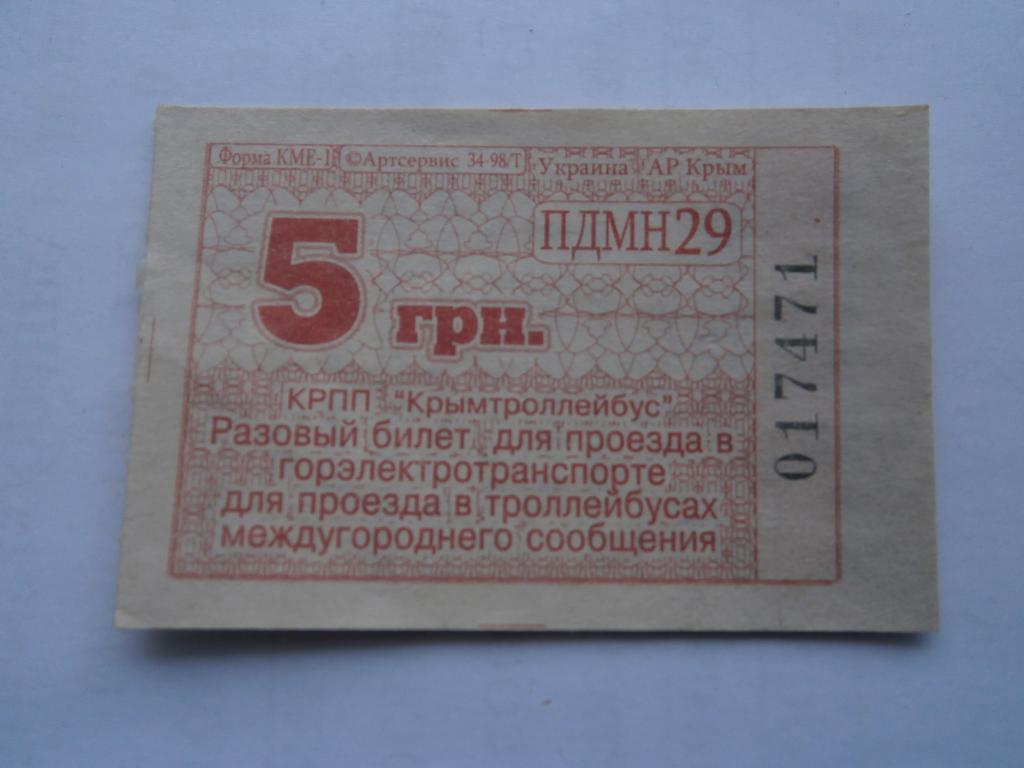 Форма КМЕ-1 ©Артсервис 34-98/Т Украина АР Крым
ПДМН29
5 грн.
КРПП "Крымтроллейбус"
Разовый билет для проезда в
горэлектротранспорте
для проезда в троллейбусах
междугороднего сообщения
017471